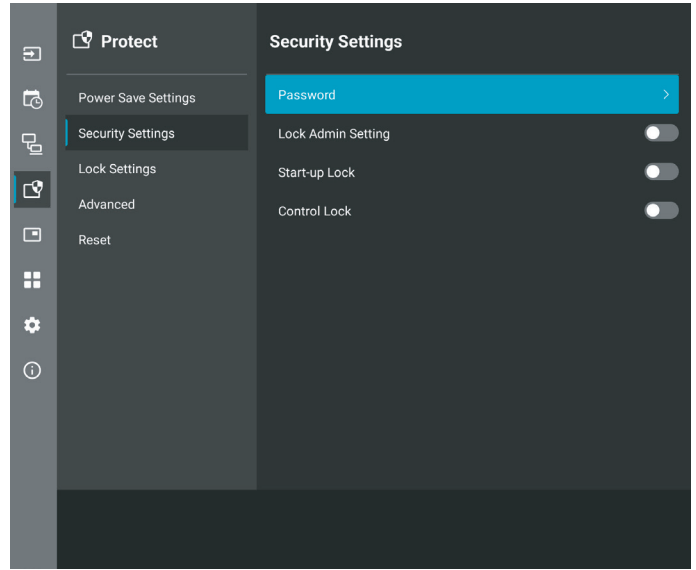 Protect
Power Save Settings
Security Settings
Lock Settings
Advanced
Reset
Security Settings
Password
Lock Admin Setting
Start-up Lock
Control Lock